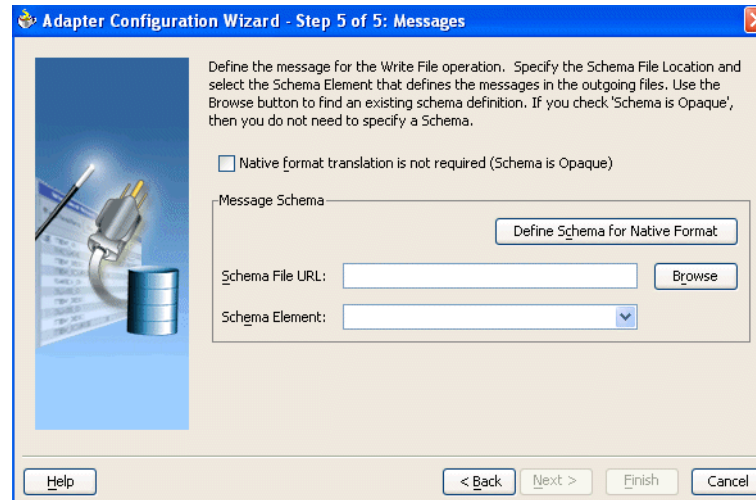 Adapter Configuration Wizard - Step 5 of 5: Messages
Define the message for the Write File operation. Specify the Schema File Location and
select the Schema Element that defines the messages in the outgoing files. Use the
Browse button to find an existing schema definition. If you check 'Schema is Opaque',
then you do not need to specify a Schema.
Native format translation is not required (Schema is Opaque)
Message Schema
Define Schema for Native Format
Schema File URL:
Browse
Schema Element:
Help
< Back
Next >
Finish
Cancel